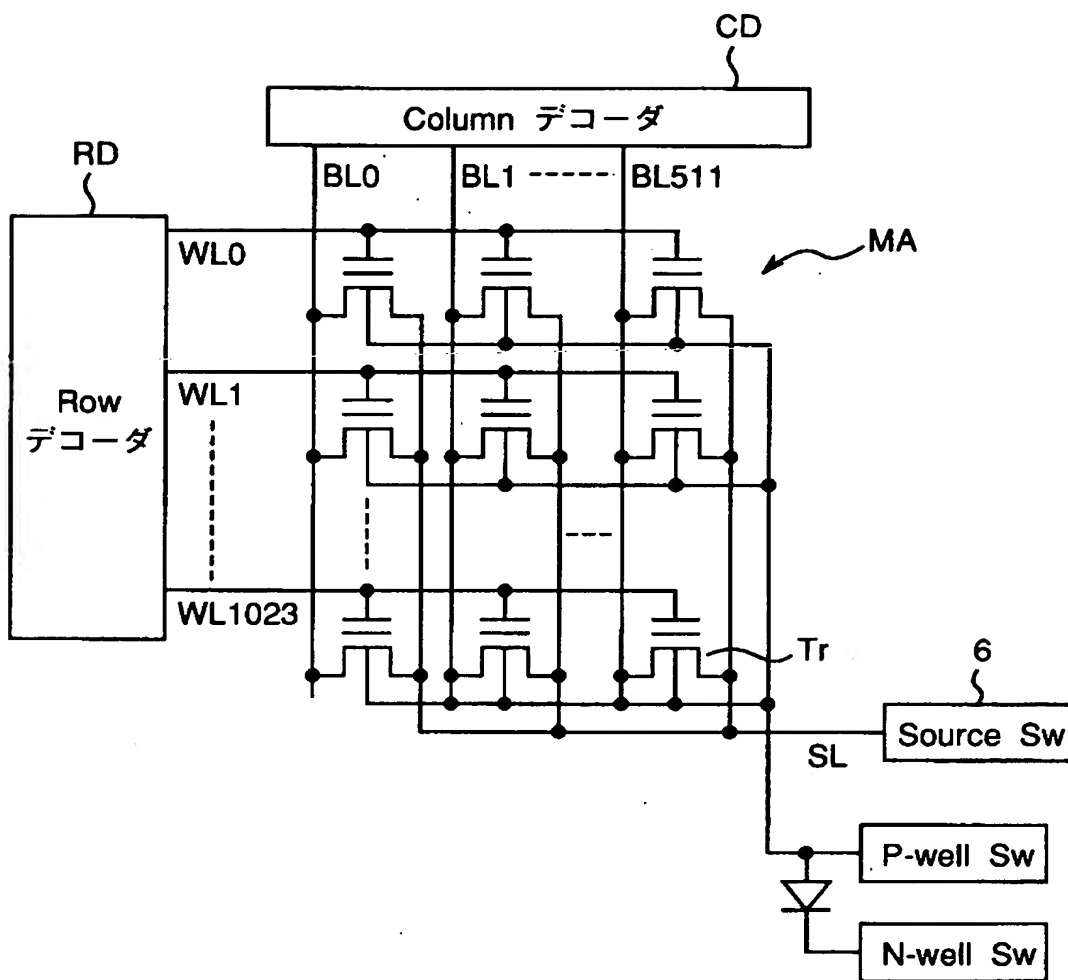 CD
Column デコーダ
RD
BL0
BL1
BL511
WL0
MA
WL1
Row
デコーダ
WL1023
Tr
6
Source Sw
SL
P-well Sw
N-well Sw